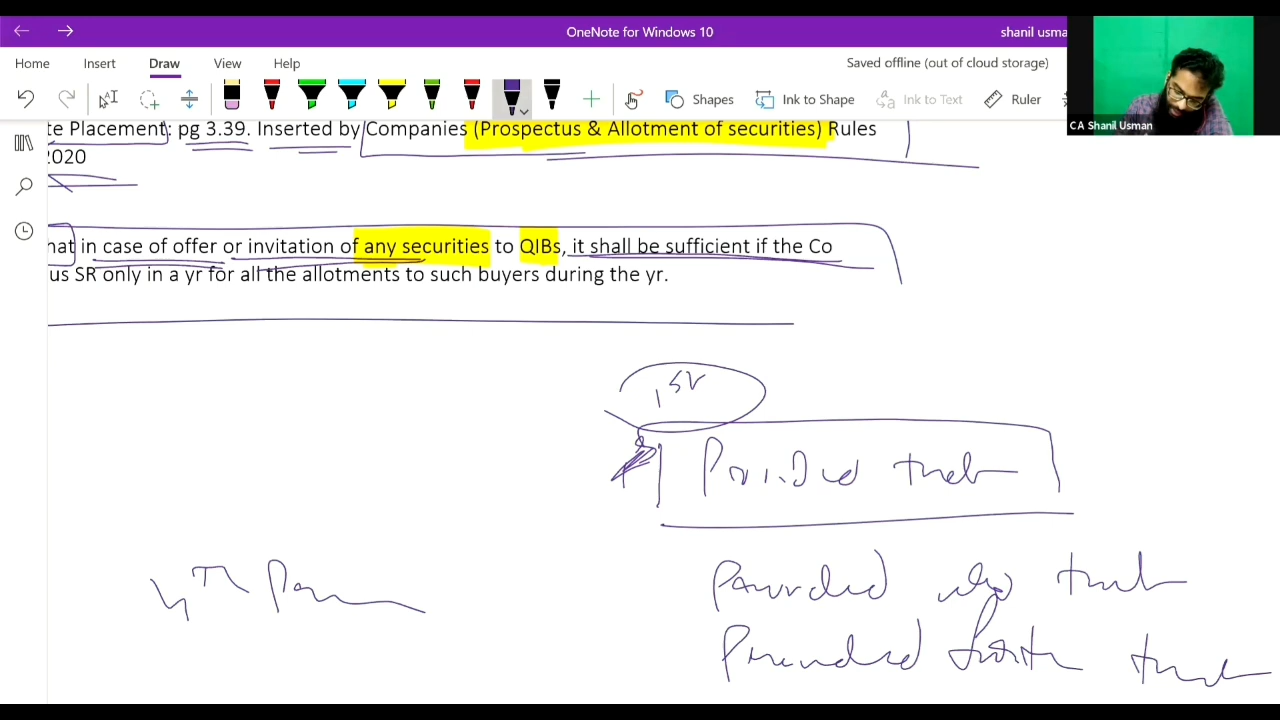 OneNote for Windows 10
shanil usma
Home Insert Draw View Help
Saved offline (out of cloud storage)
Shapes Ink to Shape Ink to Text Ruler
CA Shanil Usman
te Placement: pg 3.39. Inserted by Companies (Prospectus & Allotment of securities) Rules
2020
hat in case of offer or invitation of any securities to QIBs, it shall be sufficient if the Co
us SR only in a yr for all the allotments to such buyers during the yr.
1 SR
Provided that
Provided also that
4th Para
Provided further that